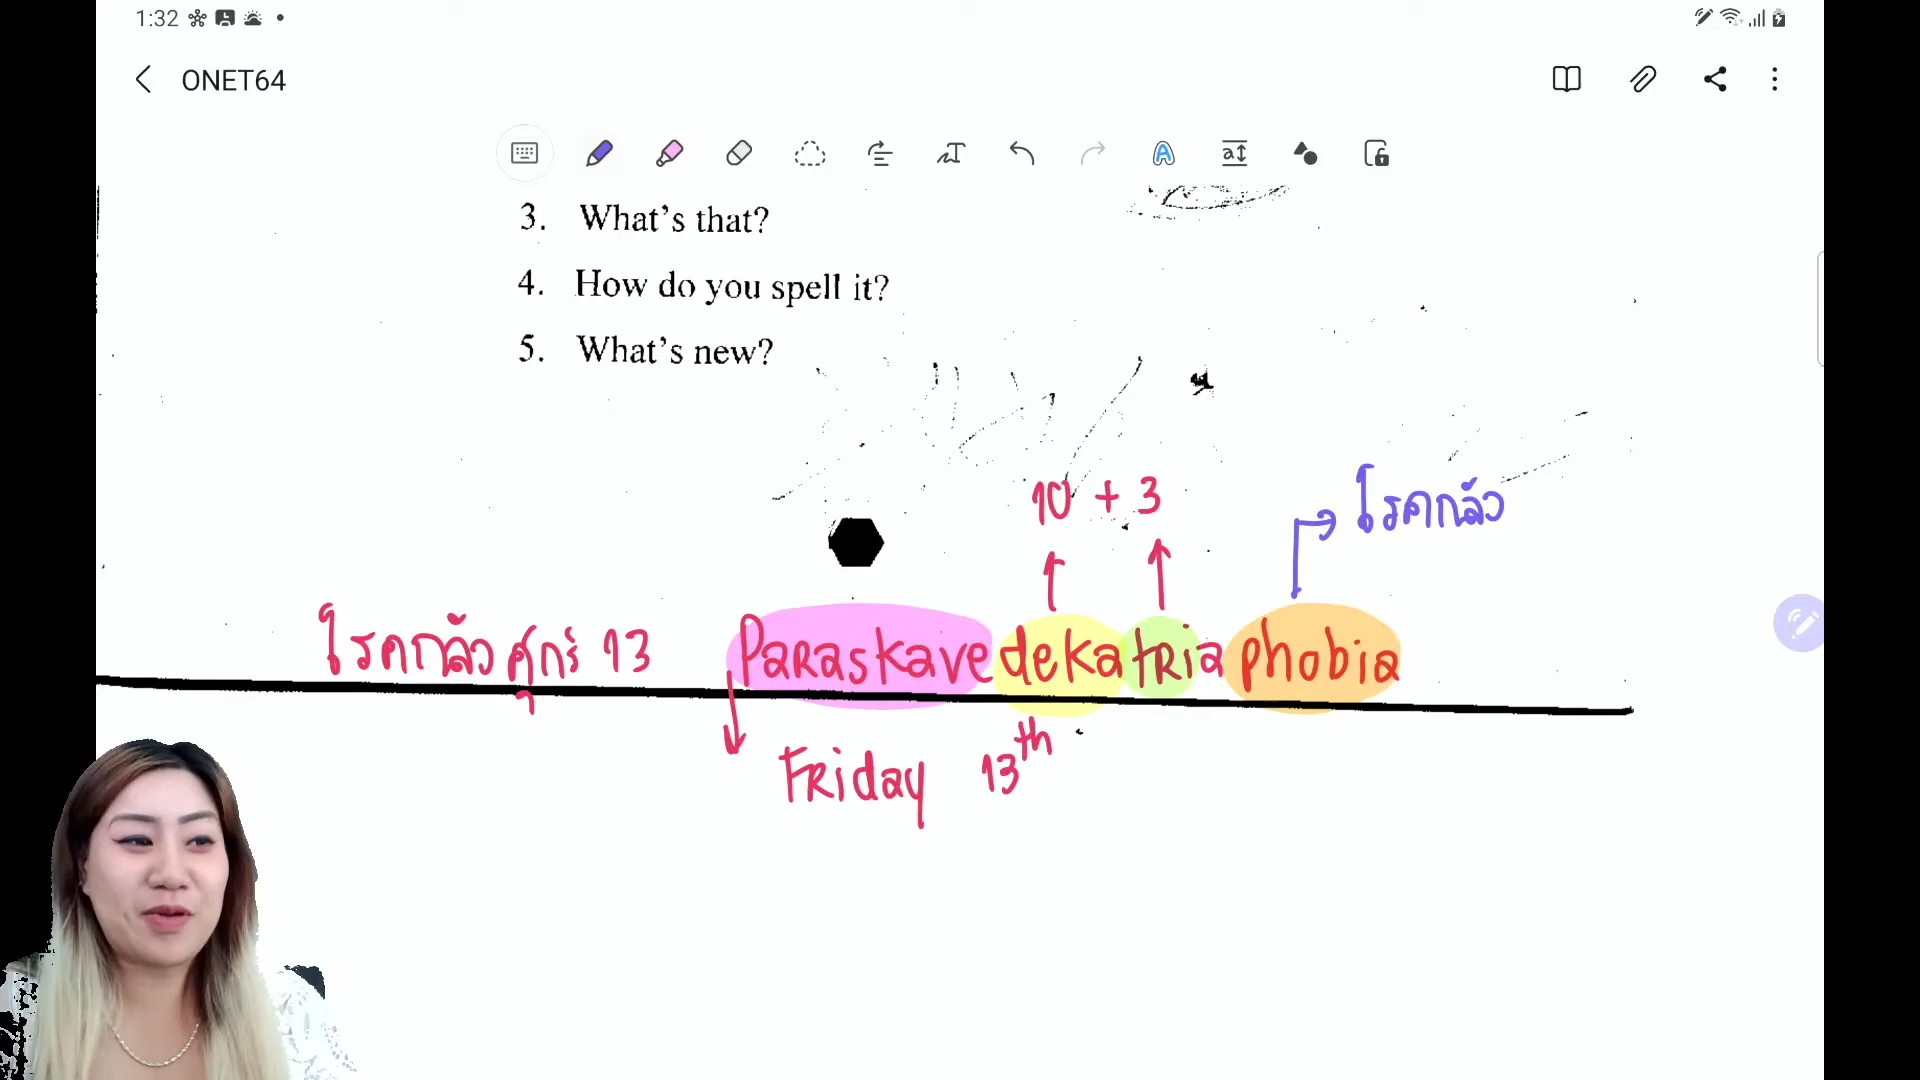 1:32
ONET64
3. What's that?
4. How do you spell it?
5. What's new?
10 + 3
โรคกลัว
โรคกลัวศุกร์ 13 Paraskavedekatriaphobia
Friday 13th